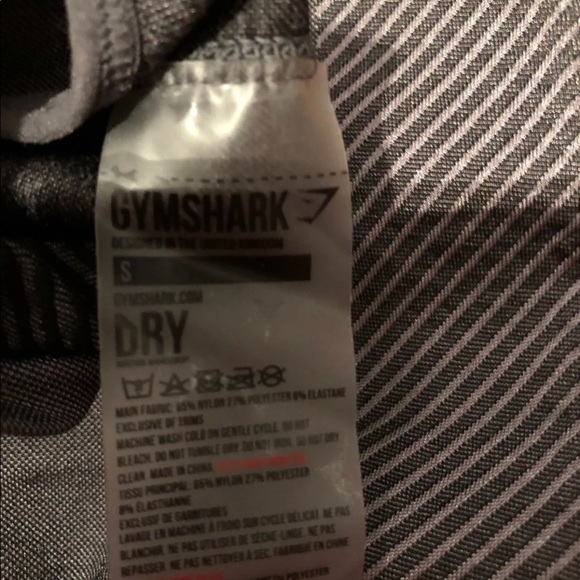 GYMSHARK
DESIGNED IN THE UNITED KINGDOM
S
GYMSHARK.COM
DRY
MAIN FABRIC: 65% NYLON 27% POLYESTER 8% ELASTANE
EXCLUSIVE OF TRIMS
MACHINE WASH COLD ON GENTLE CYCLE. DO NOT
BLEACH. DO NOT TUMBLE DRY. DO NOT IRON. DO NOT DRY
CLEAN. MADE IN CHINA.
TISSU PRINCIPAL: 65% NYLON 27% POLYESTER
8% ÉLASTHANNE
EXCLUSIF DE GARNITURES
LAVAGE EN MACHINE À FROID SUR CYCLE DÉLICAT. NE PAS
BLANCHIR. NE PAS UTILISER DE SÈCHE-LINGE. NE PAS
REPASSER. NE PAS NETTOYER À SEC. FABRIQUÉ EN CHINE